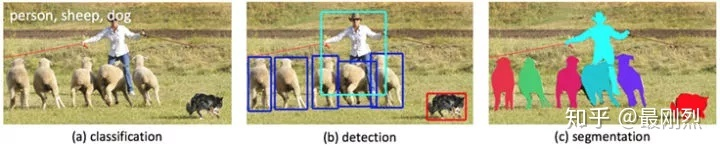 person, sheep, dog
知乎 @最刚烈
(a) classification
(b) detection
(c) segmentation